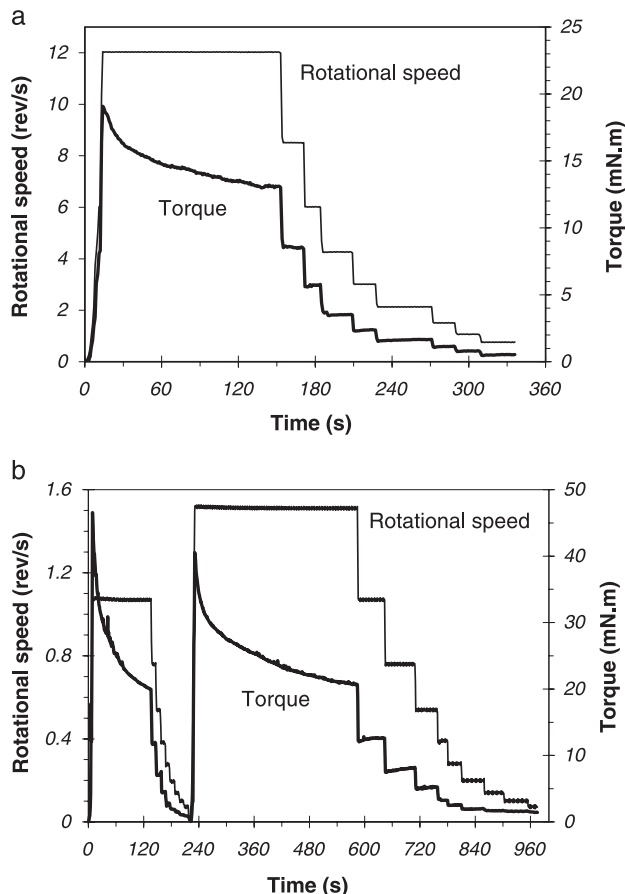 a
12
10
8
6
4
2
0
Rotational speed (rev/s)
25
20
15
10
5
0
Torque (mN.m)
Rotational speed
Torque
0 60 120 180 240 300 360
Time (s)
b
1.6
1.2
0.8
0.4
0
Rotational speed (rev/s)
50
40
30
20
10
0
Torque (mN.m)
Rotational speed
Torque
0 120 240 360 480 600 720 840 960
Time (s)